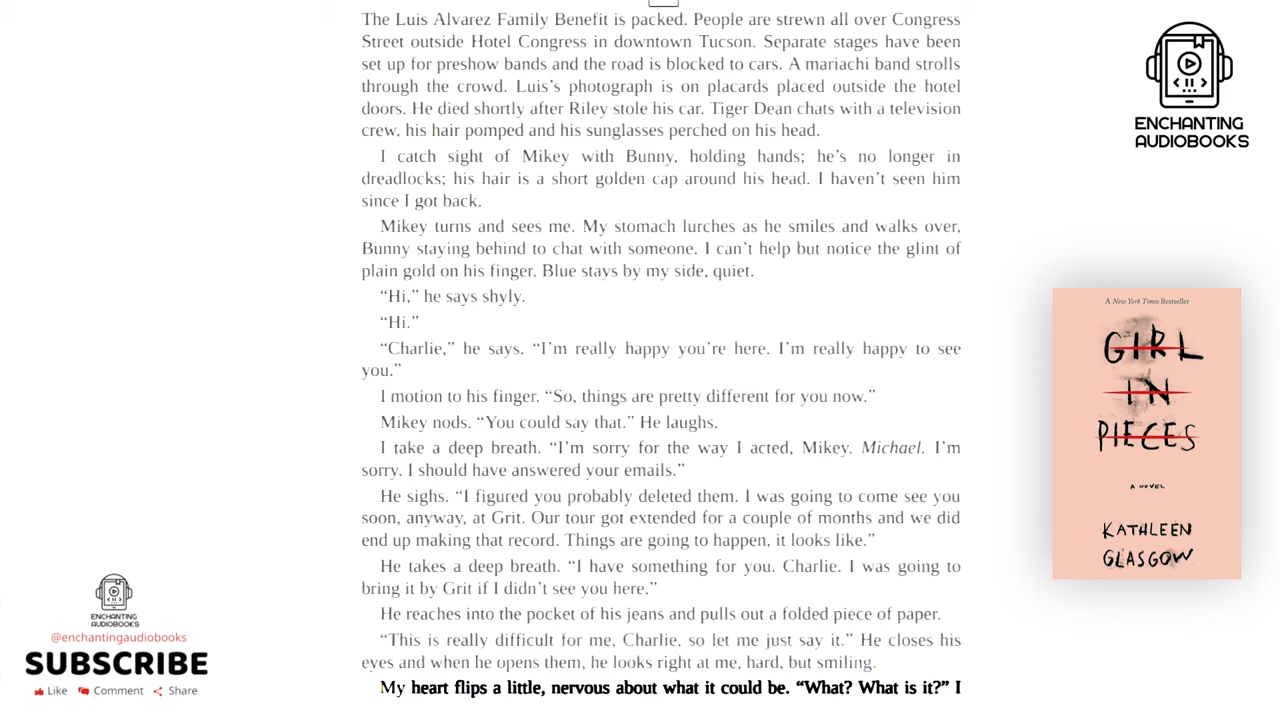 The Luis Alvarez Family Benefit is packed. People are strewn all over Congress
Street outside Hotel Congress in downtown Tucson. Separate stages have been
set up for preshow bands and the road is blocked to cars. A mariachi band strolls
through the crowd. Luis’s photograph is on placards placed outside the hotel
doors. He died shortly after Riley stole his car. Tiger Dean chats with a television
crew, his hair pomped and his sunglasses perched on his head.
I catch sight of Mikey with Bunny, holding hands; he’s no longer in
dreadlocks; his hair is a short golden cap around his head. I haven’t seen him
since I got back.
Mikey turns and sees me. My stomach lurches as he smiles and walks over,
Bunny staying behind to chat with someone. I can’t help but notice the glint of
plain gold on his finger. Blue stays by my side, quiet.
“Hi,” he says shyly.
“Hi.”
“Charlie,” he says. “I’m really happy you’re here. I’m really happy to see
you.”
I motion to his finger. “So, things are pretty different for you now.”
Mikey nods. “You could say that.” He laughs.
I take a deep breath. “I’m sorry for the way I acted, Mikey. Michael. I’m
sorry. I should have answered your emails.”
He sighs. “I figured you probably deleted them. I was going to come see you
soon, anyway, at Grit. Our tour got extended for a couple of months and we did
end up making that record. Things are going to happen, it looks like.”
He takes a deep breath. “I have something for you. Charlie. I was going to
bring it by Grit if I didn’t see you here.”
He reaches into the pocket of his jeans and pulls out a folded piece of paper.
“This is really difficult for me, Charlie, so let me just say it.” He closes his
eyes and when he opens them, he looks right at me, hard, but smiling.
My heart flips a little, nervous about what it could be. “What? What is it?” I
ENCHANTING
AUDIOBOOKS
A New York Times Bestseller
GIRL
IN
PIECES
A NOVEL
KATHLEEN
GLASGOW
ENCHANTING
AUDIOBOOKS
@enchantingaudiobooks
SUBSCRIBE
Like Comment Share